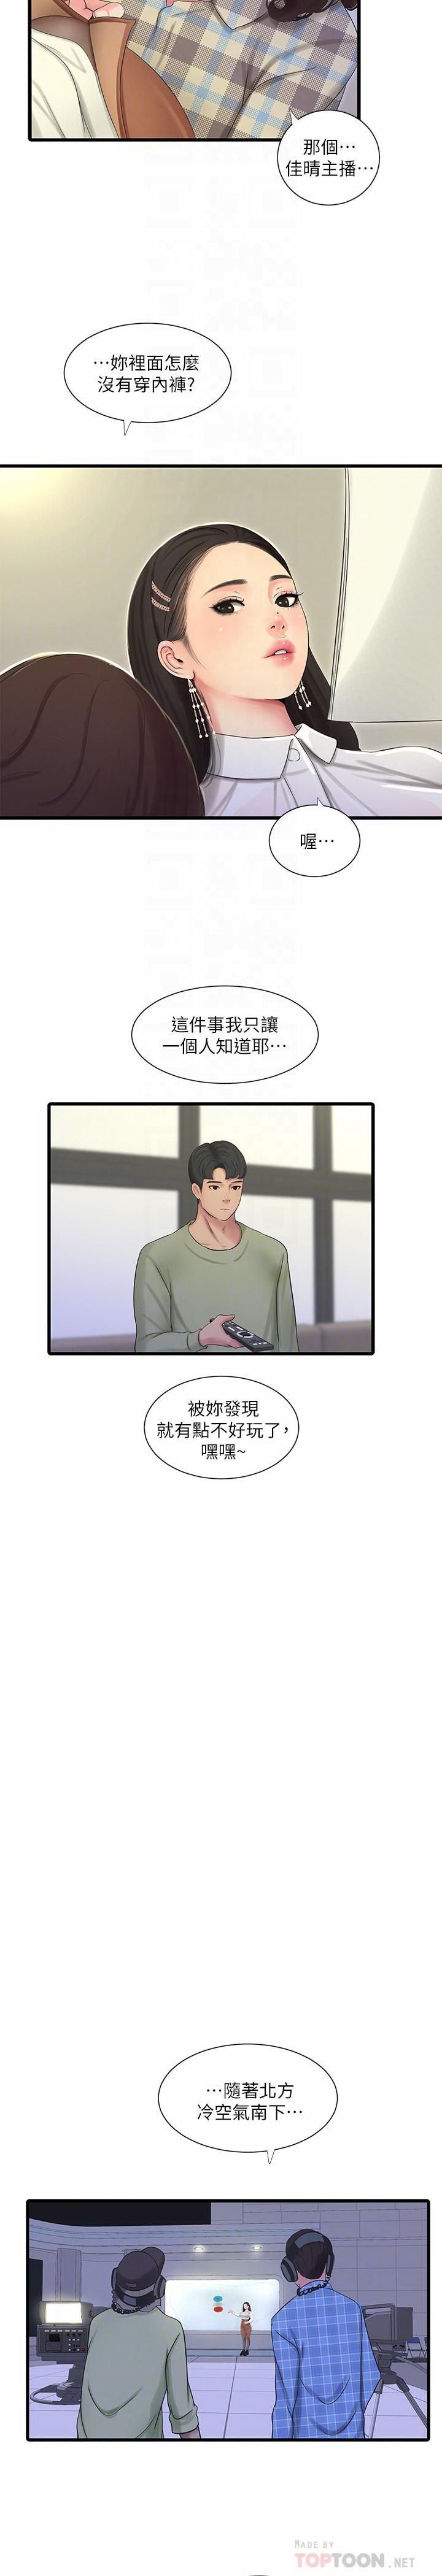 那個…
佳晴主播…
…妳裡面怎麼
沒有穿內褲?
喔…
這件事我只讓
一個人知道耶…
被妳發現
就有點不好玩了,
嘿嘿~
…隨著北方
冷空氣南下…
MADE BY
TOPTOON.NET